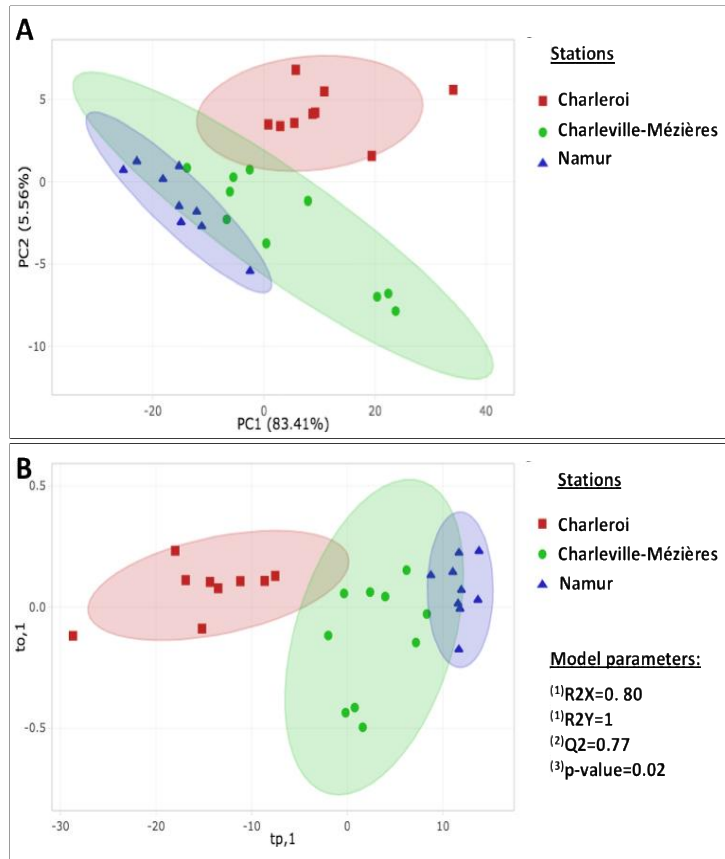 A
Stations
Charleroi
Charleville-Mézières
Namur
5
0
-5
-10
PC2 (5.56%)
-20
0
20
40
PC1 (83.41%)
B
Stations
Charleroi
Charleville-Mézières
Namur
Model parameters:
(1)R2X=0. 80
(1)R2Y=1
(2)Q2=0.77
(3)p-value=0.02
0.5
0.0
-0.5
to,1
-30
-20
-10
0
10
tp,1